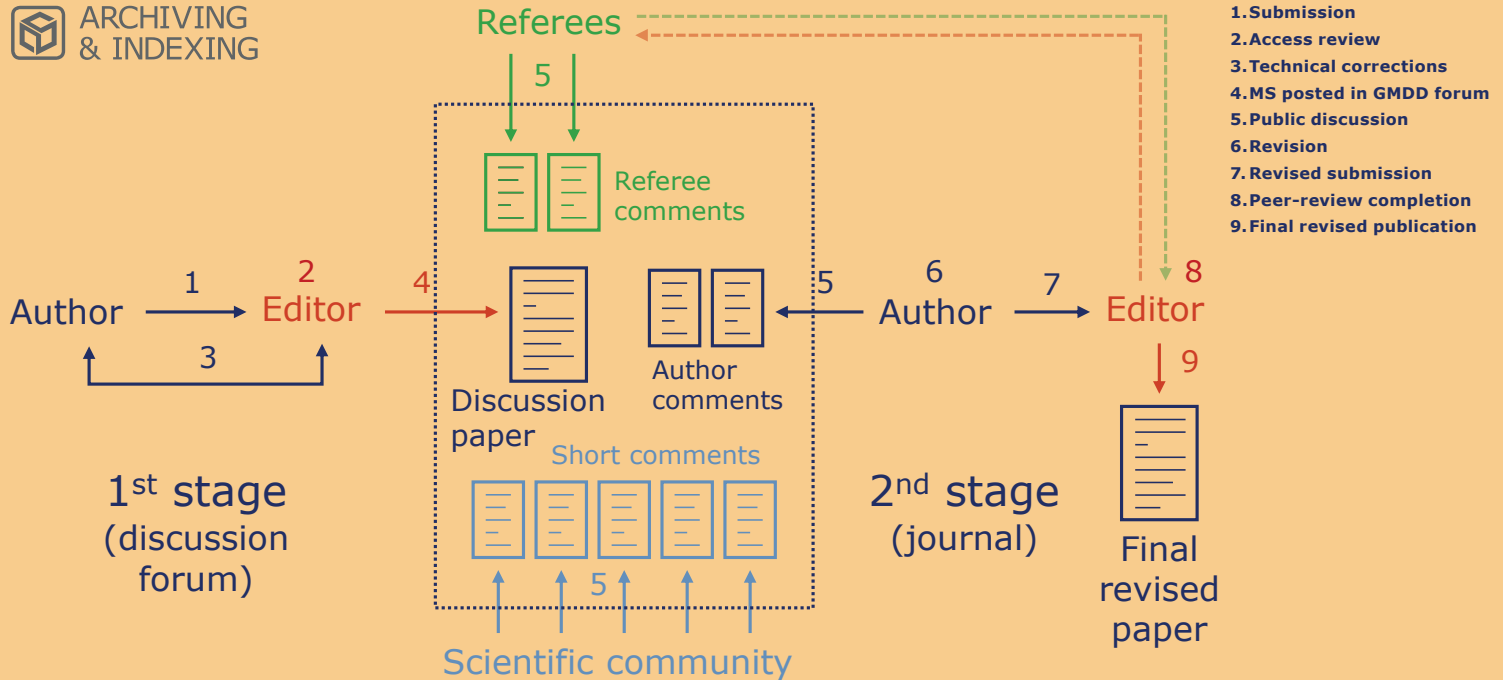 ARCHIVING
& INDEXING
Referees
5
Referee
comments
1.Submission
2.Access review
3.Technical corrections
4.MS posted in GMDD forum
5.Public discussion
6.Revision
7.Revised submission
8.Peer-review completion
9.Final revised publication
Author
1
2
Editor
3
4
Discussion
paper
Author
comments
5
6
Author
7
8
Editor
9
Short comments
5
Scientific community
1st stage
(discussion
forum)
2nd stage
(journal)
Final
revised
paper